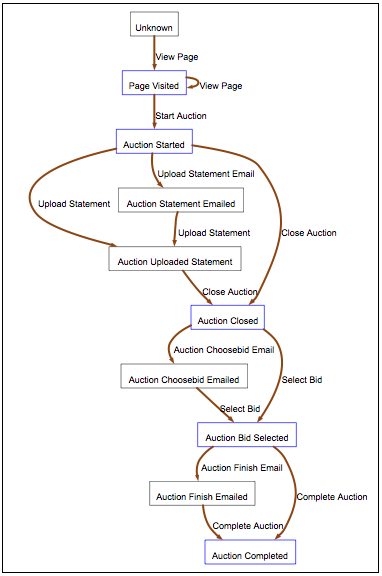 Unknown
View Page
Page Visited
View Page
Start Auction
Auction Started
Upload Statement Email
Auction Statement Emailed
Upload Statement
Upload Statement
Close Auction
Auction Uploaded Statement
Close Auction
Auction Closed
Auction Choosebid Email
Auction Choosebid Emailed
Select Bid
Select Bid
Auction Bid Selected
Auction Finish Email
Auction Finish Emailed
Complete Auction
Complete Auction
Auction Completed